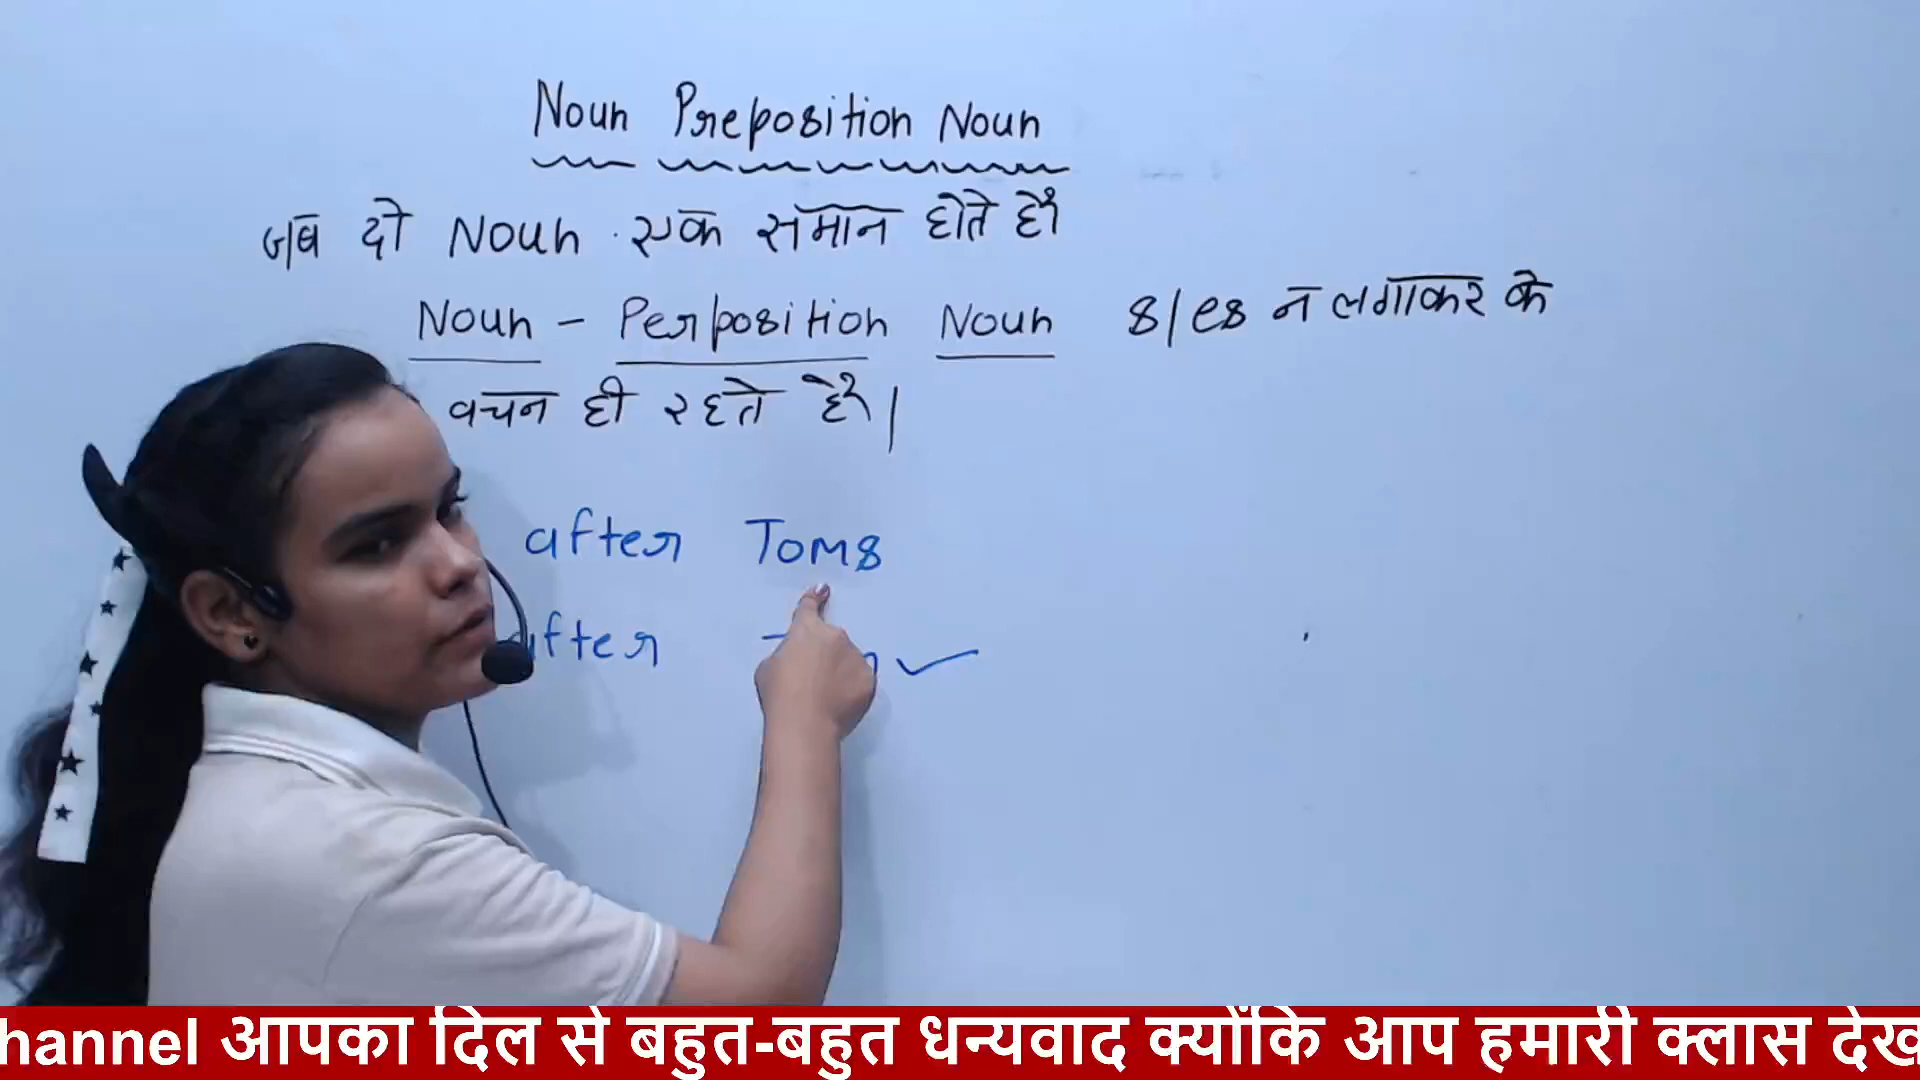 Noun Preposition Noun
जब दो Noun एक समान होते हैं
Noun - Perposition Noun s/es न लगाकर के
वचन ही रहते हैं।
after Toms
after
hannel आपका दिल से बहुत-बहुत धन्यवाद क्योंकि आप हमारी क्लास देख